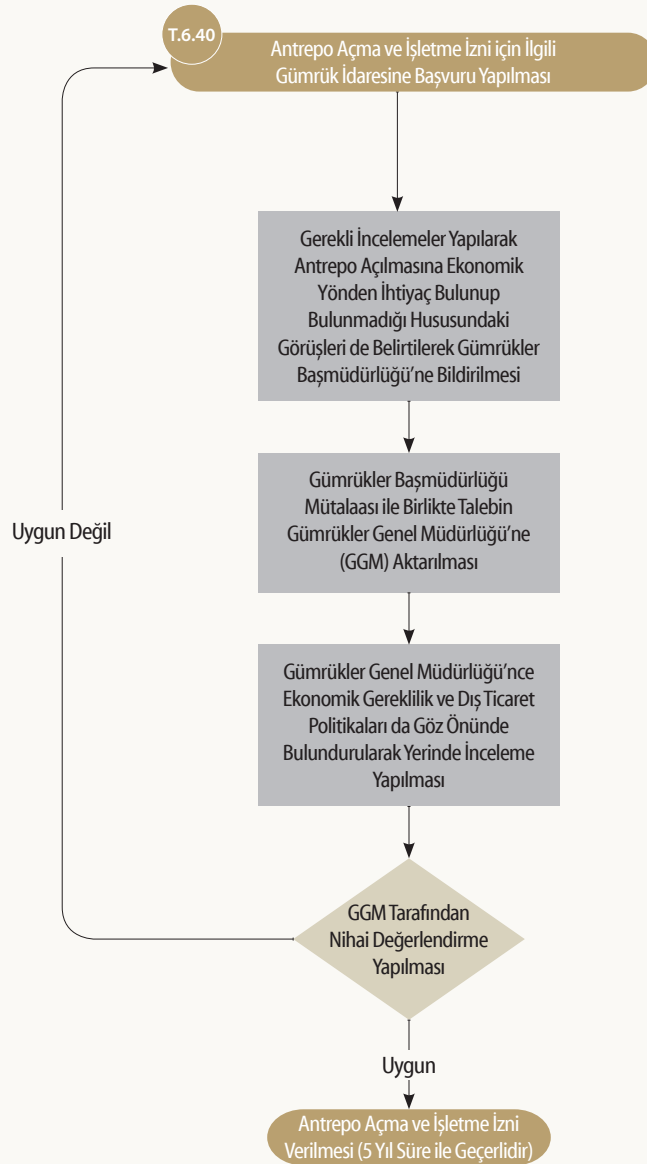 T.6.40
Antrepo Açma ve İşletme İzni için İlgili
Gümrük İdaresine Başvuru Yapılması
Gerekli İncelemeler Yapılarak
Antrepo Açılmasına Ekonomik
Yönden İhtiyaç Bulunup
Bulunmadığı Hususundaki
Görüşleri de Belirtilerek Gümrükler
Başmüdürlüğü’ne Bildirilmesi
Gümrükler Başmüdürlüğü
Mütalaası ile Birlikte Talebin
Gümrükler Genel Müdürlüğü’ne
(GGM) Aktarılması
Uygun Değil
Gümrükler Genel Müdürlüğü’nce
Ekonomik Gereklilik ve Dış Ticaret
Politikaları da Göz Önünde
Bulundurularak Yerinde İnceleme
Yapılması
GGM Tarafından
Nihai Değerlendirme
Yapılması
Uygun
Antrepo Açma ve İşletme İzni
Verilmesi (5 Yıl Süre ile Geçerlidir)